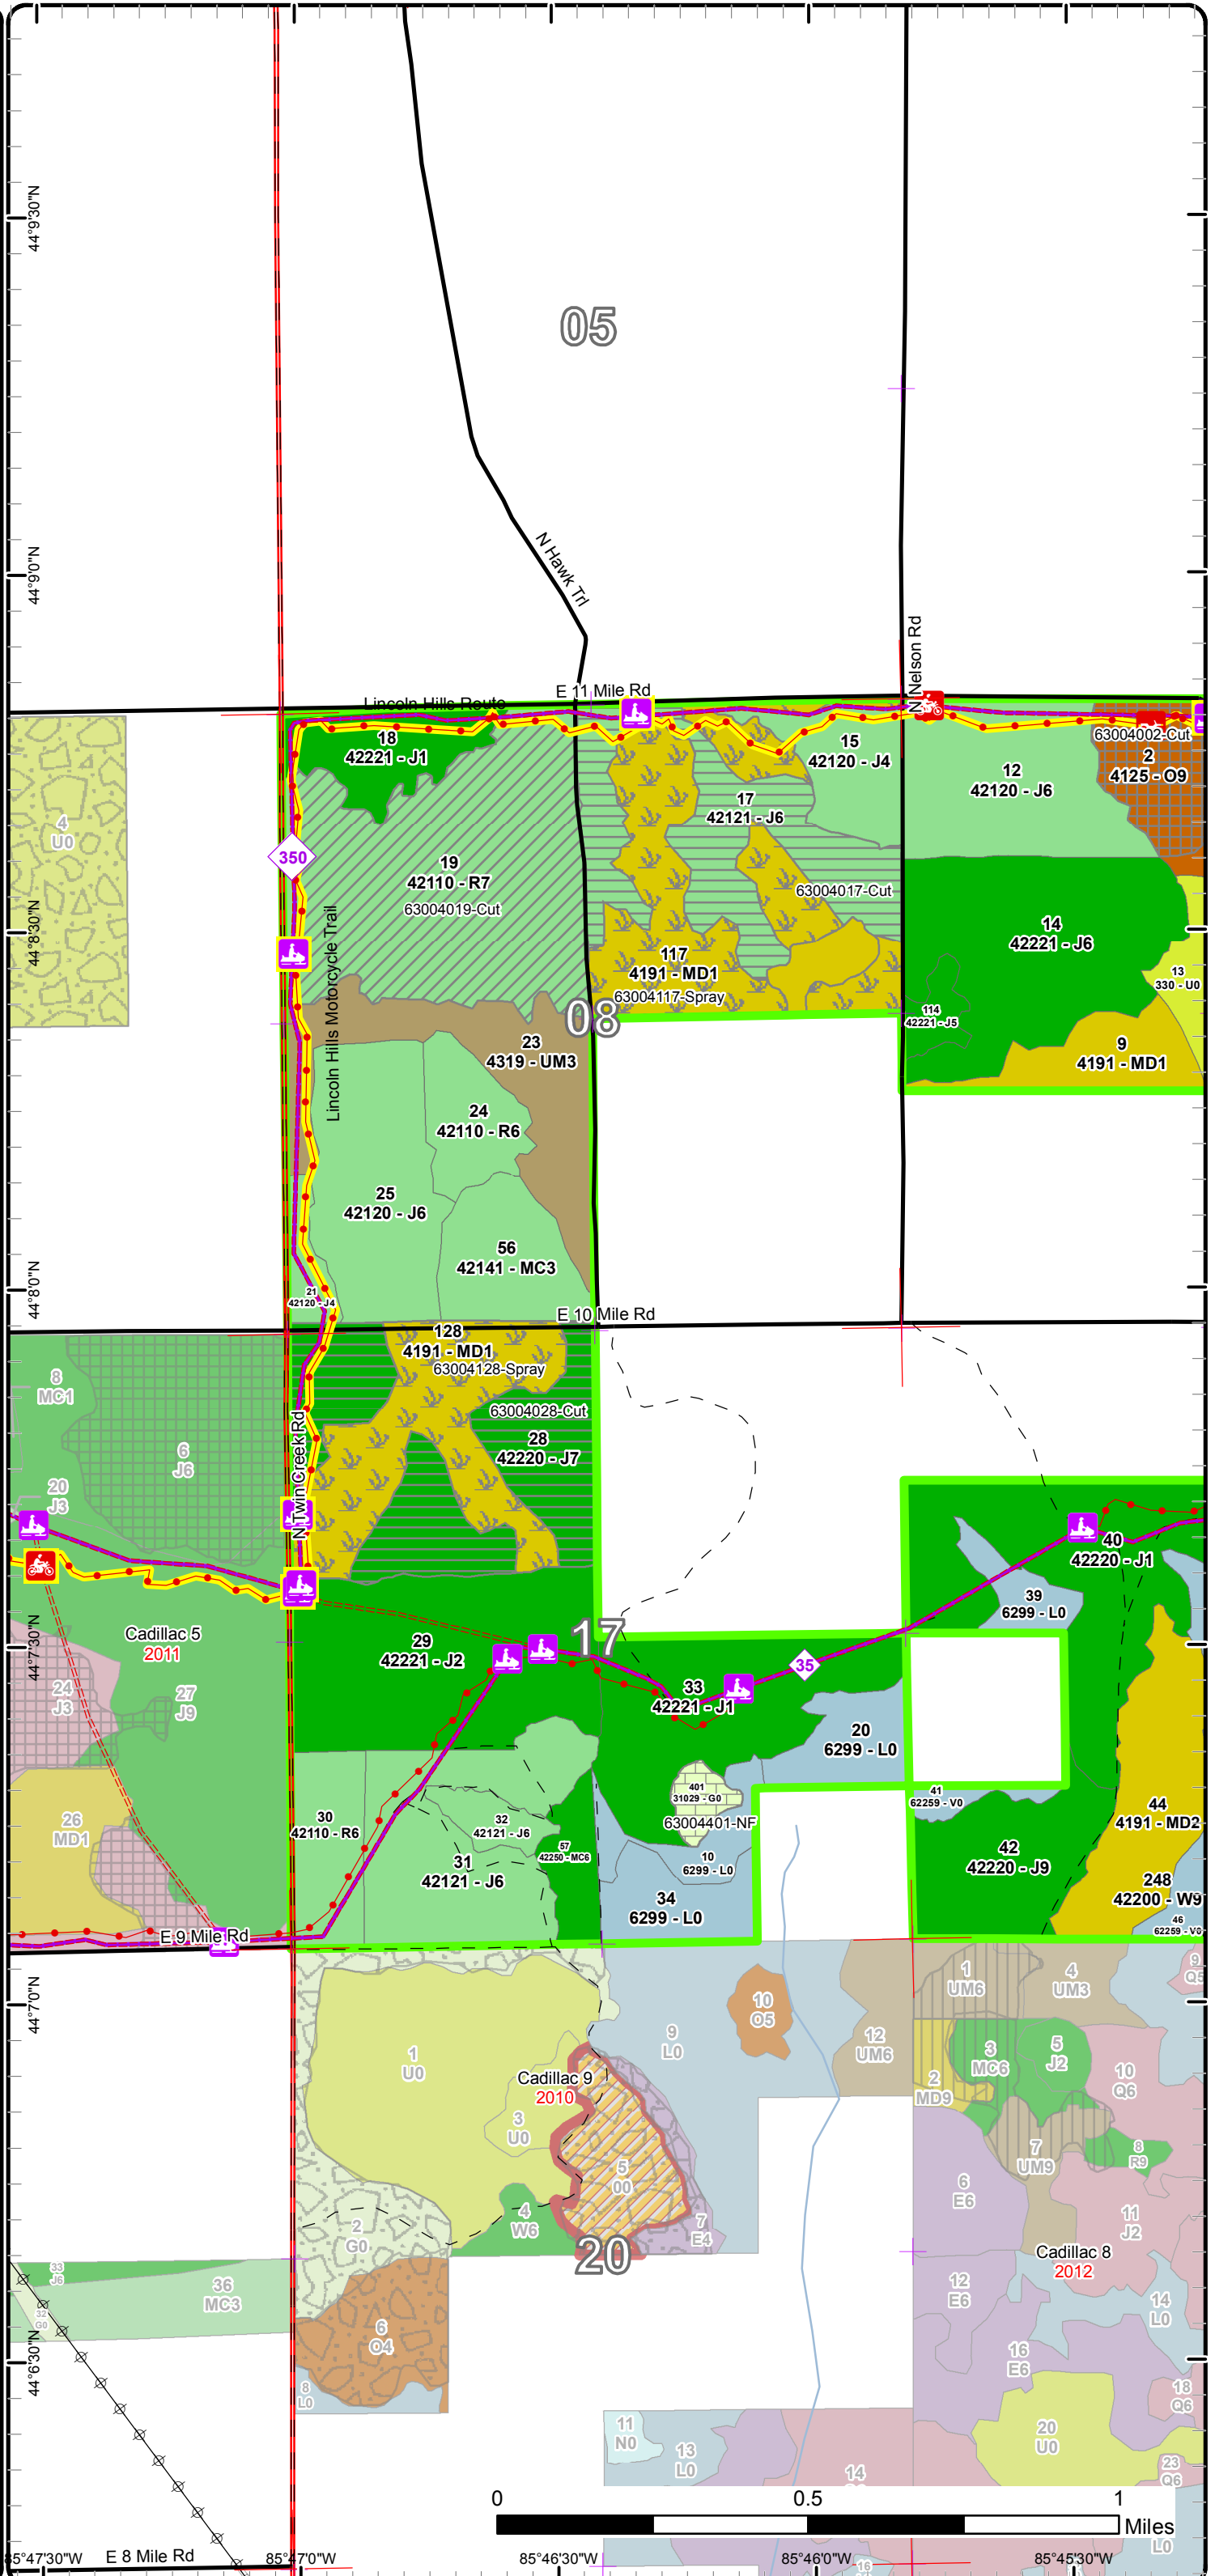 44°9'30"N
05
44°9'0"N
N Hawk Trl
N Nelson Rd
E 11 Mile Rd
Lincoln Hills Route
18
42221 - J1
15
42120 - J4
63004002-Cut
2
4125 - O9
12
42120 - J6
17
42121 - J6
4
U0
350
19
42110 - R7
63004019-Cut
63004017-Cut
44°8'30"N
Lincoln Hills Motorcycle Trail
14
42221 - J6
117
4191 - MD1
63004117-Spray
13
330 - U0
114
42221 - J5
08
23
4319 - UM3
9
4191 - MD1
24
42110 - R6
25
42120 - J6
56
42141 - MC3
44°8'0"N
21
42120 - J4
E 10 Mile Rd
128
4191 - MD1
63004128-Spray
8
MC1
63004028-Cut
28
42220 - J7
6
J6
N Twin Creek Rd
20
J3
40
42220 - J1
39
6299 - L0
44°7'30"N
Cadillac 5
2011
17
29
42221 - J2
35
33
42221 - J1
24
J3
27
J9
20
6299 - L0
401
31029 - G0
63004401-NF
41
62259 - V0
44
4191 - MD2
26
MD1
30
42110 - R6
32
42121 - J6
57
42250 - MC6
31
42121 - J6
10
6299 - L0
42
42220 - J9
34
6299 - L0
248
42200 - W9
46
62259 - V0
E 9 Mile Rd
44°7'0"N
1
UM6
4
UM3
9
Q5
10
O5
9
L0
12
UM6
1
U0
3
MC6
5
J2
10
Q6
2
MD9
Cadillac 9
2010
3
U0
7
UM9
8
R9
5
00
6
E6
4
W6
7
E4
11
J2
2
G0
20
Cadillac 8
2012
33
J6
36
MC3
32
G0
12
E6
14
L0
6
O4
16
E6
44°6'30"N
8
L0
18
Q6
11
N0
20
U0
13
L0
14
23
Q6
0
0.5
1
Miles
L0
16
E 8 Mile Rd
85°47'30"W
85°47'0"W
85°46'30"W
85°46'0"W
85°45'30"W